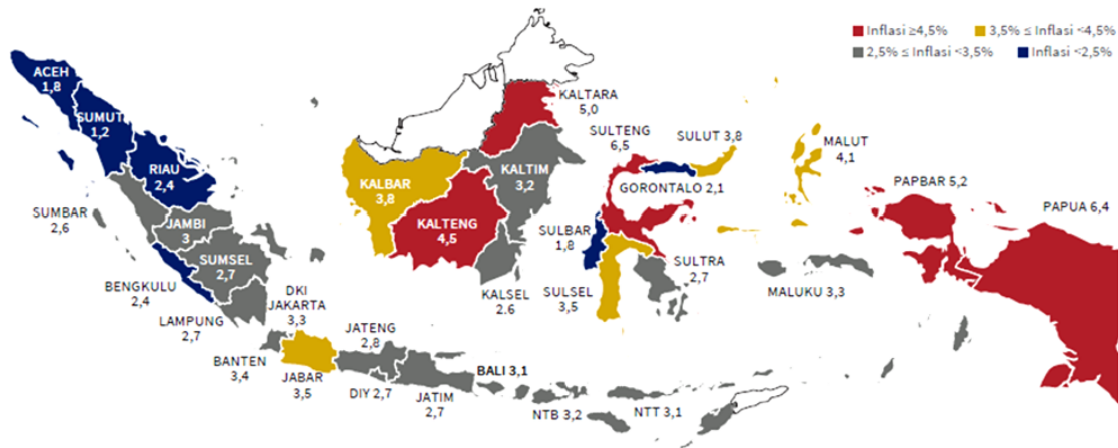 Inflasi ≥4,5%
3,5% ≤ Inflasi <4,5%
2,5% ≤ Inflasi <3,5%
Inflasi <2,5%
ACEH
1,8
SUMUT
1,2
RIAU
2,4
SUMBAR
2,6
JAMBI
3
SUMSEL
2,7
BENGKULU
2,4
LAMPUNG
2,7
DKI
JAKARTA
3,3
BANTEN
3,4
JABAR
3,5
JATENG
2,8
DIY 2,7
JATIM
2,7
BALI 3,1
NTB 3,2
NTT 3,1
KALBAR
3,8
KALTENG
4,5
KALSEL
2.6
KALTIM
3,2
KALTARA
5,0
SULTENG
6,5
SULUT 3,8
GORONTALO 2,1
SULBAR
1,8
SULSEL
3,5
SULTRA
2,7
MALUT
4,1
MALUKU 3,3
PAPBAR 5,2
PAPUA 6,4